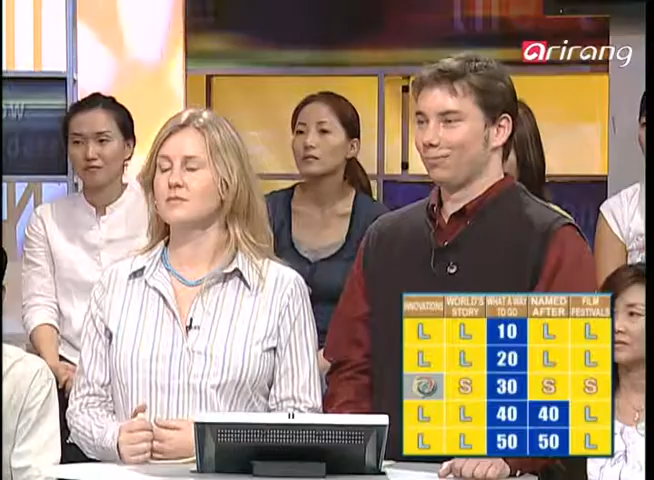 arirang
INNOVATIONS WORLD'S STORY WHAT A WAY TO GO NAMED AFTER FILM FESTIVALS
L L 10 L L
L L 20 L L
S 30 S S
L L 40 40 L
L L 50 50 L